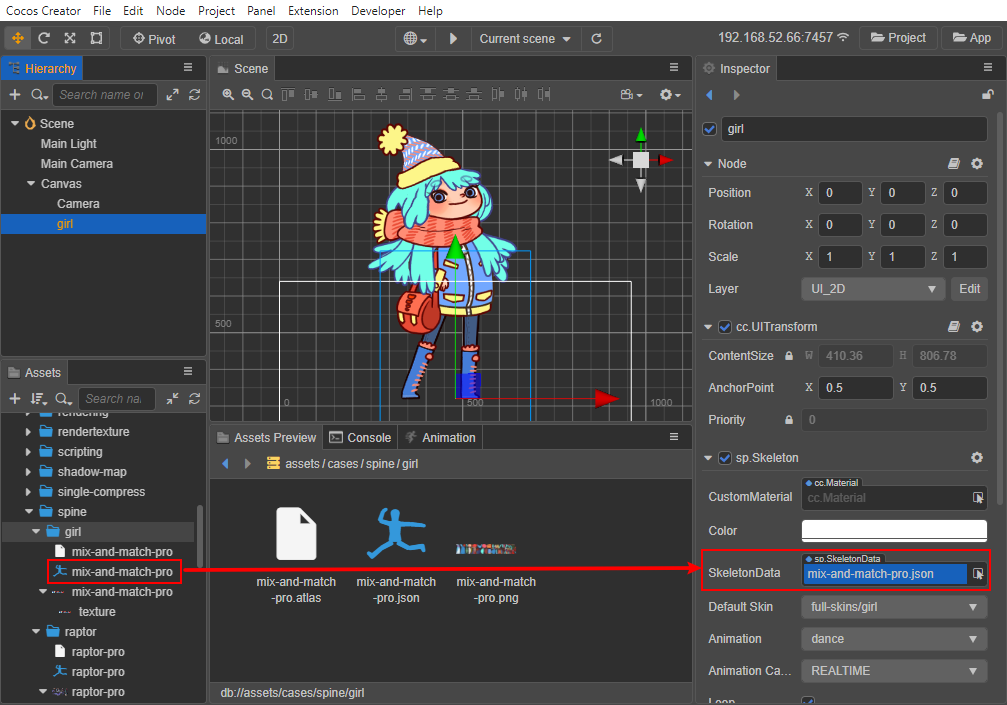 Cocos Creator File Edit Node Project Panel Extension Developer Help
Pivot Local 2D Current scene 192.168.52.66:7457 Project App
Hierarchy
Search name or
Scene
Main Light
Main Camera
Canvas
Camera
girl
Assets
Search na
rendering
rendertexture
scripting
shadow-map
single-compress
spine
girl
mix-and-match-pro
mix-and-match-pro
mix-and-match-pro
texture
raptor
raptor-pro
raptor-pro
raptor-pro
Scene
1000
500
0 500 1000
Assets Preview Console Animation
assets / cases / spine / girl
mix-and-match
-pro.atlas
mix-and-match
-pro.json
mix-and-match
-pro.png
db://assets/cases/spine/girl
Inspector
girl
Node
Position X 0 Y 0 Z 0
Rotation X 0 Y 0 Z 0
Scale X 1 Y 1 Z 1
Layer UI_2D Edit
cc.UITransform
ContentSize W 410.36 H 806.78
AnchorPoint X 0.5 Y 0.5
Priority 0
sp.Skeleton
cc.Material
CustomMaterial cc.Material
Color
sp.SkeletonData
SkeletonData mix-and-match-pro.json
Default Skin full-skins/girl
Animation dance
Animation Ca... REALTIME
Loop